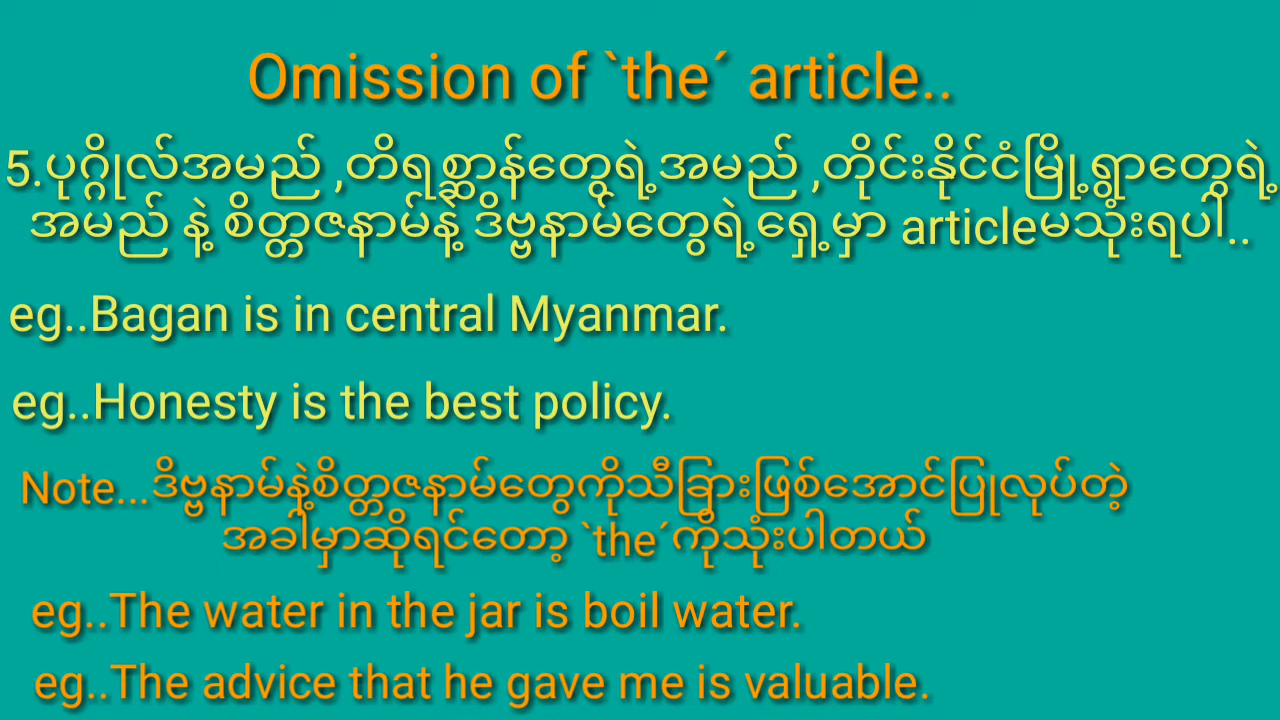 Omission of `the´ article..
5.ပုဂ္ဂိုလ်အမည် ,တိရစ္ဆာန်တွေရဲ့အမည် ,တိုင်းနိုင်ငံမြို့ရွာတွေရဲ့
အမည် နဲ့ စိတ္တဇနာမ်နဲ့ ဒိဗ္ဗနာမ်တွေရဲ့ရှေ့မှာ articleမသုံးရပါ..
eg..Bagan is in central Myanmar.
eg..Honesty is the best policy.
Note...ဒိဗ္ဗနာမ်နဲ့စိတ္တဇနာမ်တွေကိုသီခြားဖြစ်အောင်ပြုလုပ်တဲ့
အခါမှာဆိုရင်တော့ `the´ကိုသုံးပါတယ်
eg..The water in the jar is boil water.
eg..The advice that he gave me is valuable.